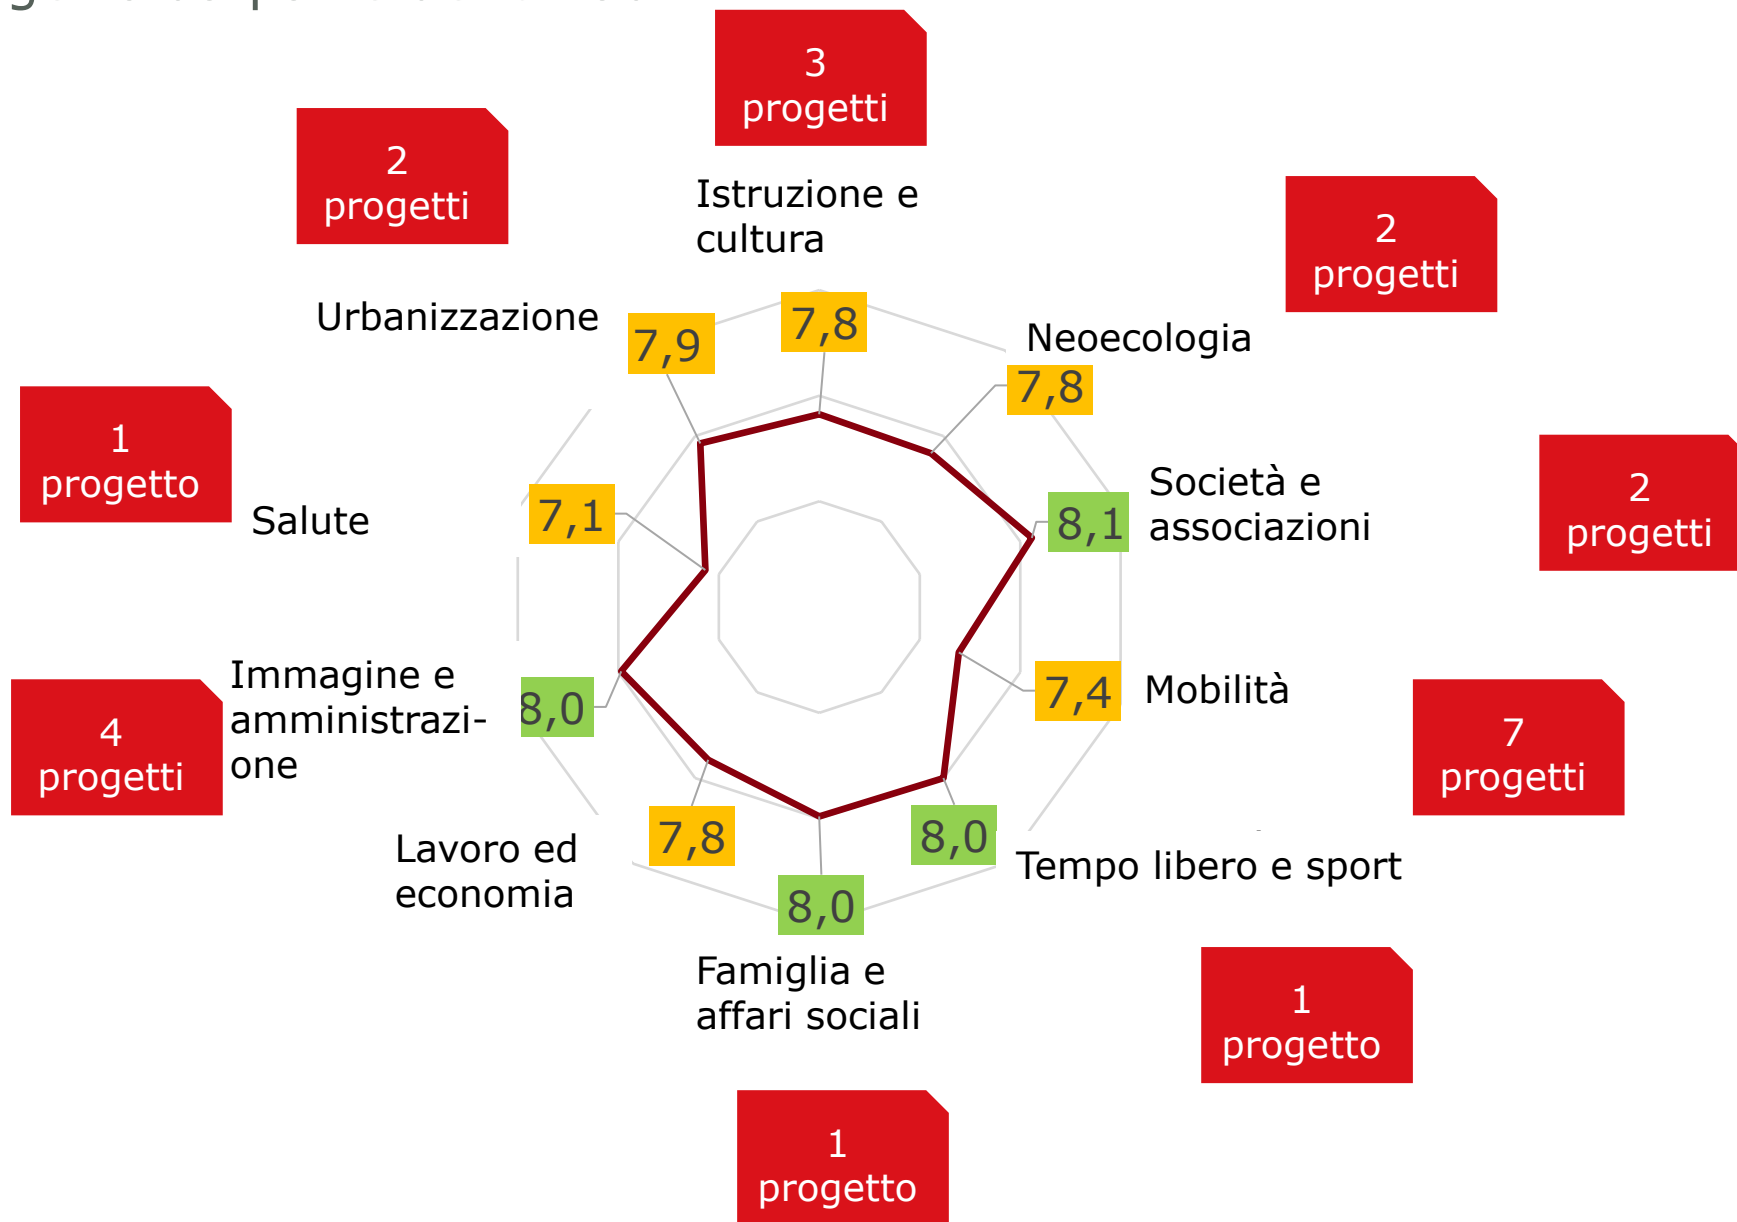 3
progetti
2
progetti
Istruzione e
cultura
2
progetti
Urbanizzazione
7,9
7,8
Neoecologia
7,8
1
progetto
Salute
7,1
Società e
associazioni
8,1
2
progetti
Immagine e
amministrazi-
one
8,0
4
progetti
7,4
Mobilità
7
progetti
Lavoro ed
economia
7,8
8,0
Tempo libero e sport
8,0
Famiglia e
affari sociali
1
progetto
1
progetto